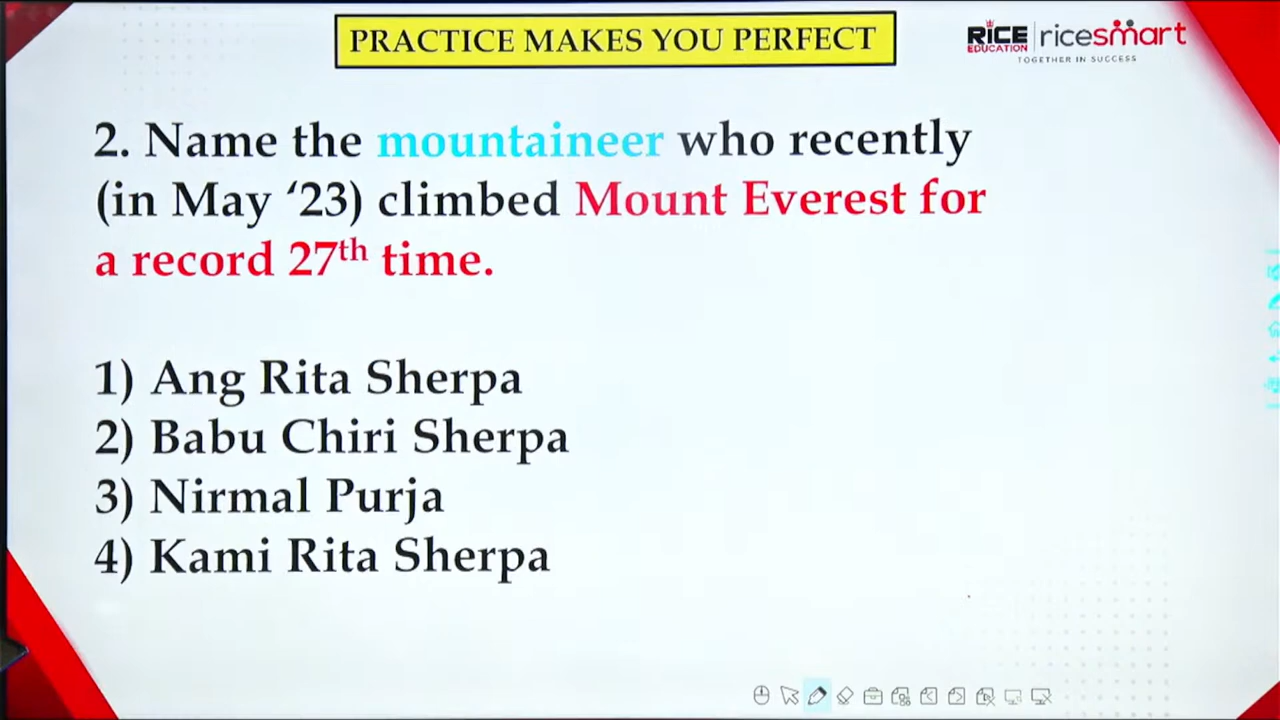 PRACTICE MAKES YOU PERFECT
RICE EDUCATION ricesmart
TOGETHER IN SUCCESS
2. Name the mountaineer who recently
(in May ‘23) climbed Mount Everest for
a record 27th time.
1) Ang Rita Sherpa
2) Babu Chiri Sherpa
3) Nirmal Purja
4) Kami Rita Sherpa